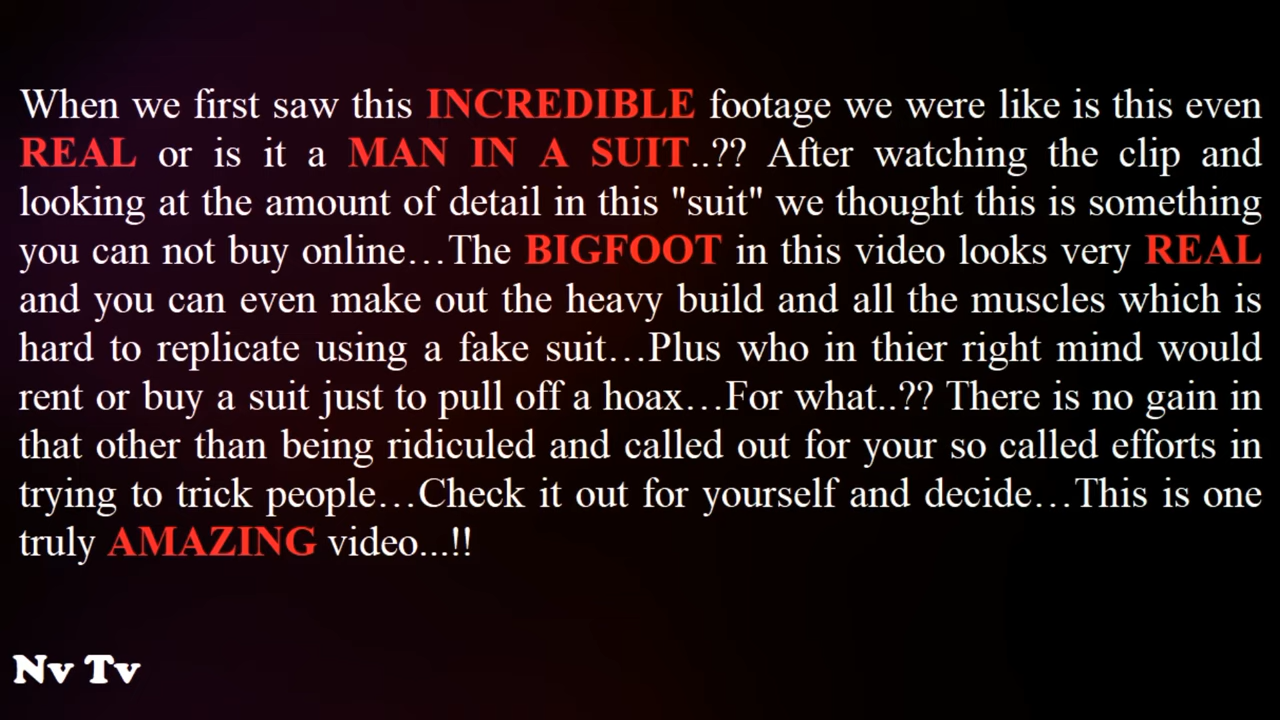 When we first saw this INCREDIBLE footage we were like is this even
REAL or is it a MAN IN A SUIT..?? After watching the clip and
looking at the amount of detail in this "suit" we thought this is something
you can not buy online…The BIGFOOT in this video looks very REAL
and you can even make out the heavy build and all the muscles which is
hard to replicate using a fake suit…Plus who in thier right mind would
rent or buy a suit just to pull off a hoax…For what..?? There is no gain in
that other than being ridiculed and called out for your so called efforts in
trying to trick people…Check it out for yourself and decide…This is one
truly AMAZING video...!!
Nv Tv